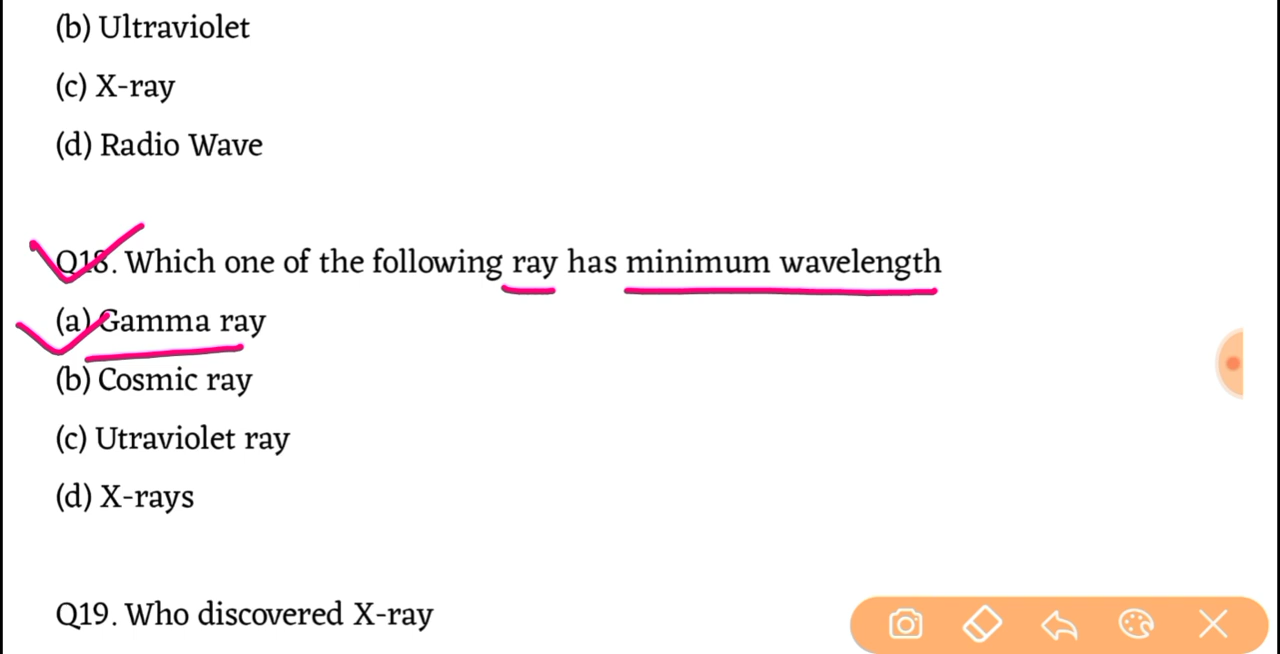 (b) Ultraviolet
(c) X-ray
(d) Radio Wave
Q18. Which one of the following ray has minimum wavelength
(a) Gamma ray
(b) Cosmic ray
(c) Utraviolet ray
(d) X-rays
Q19. Who discovered X-ray